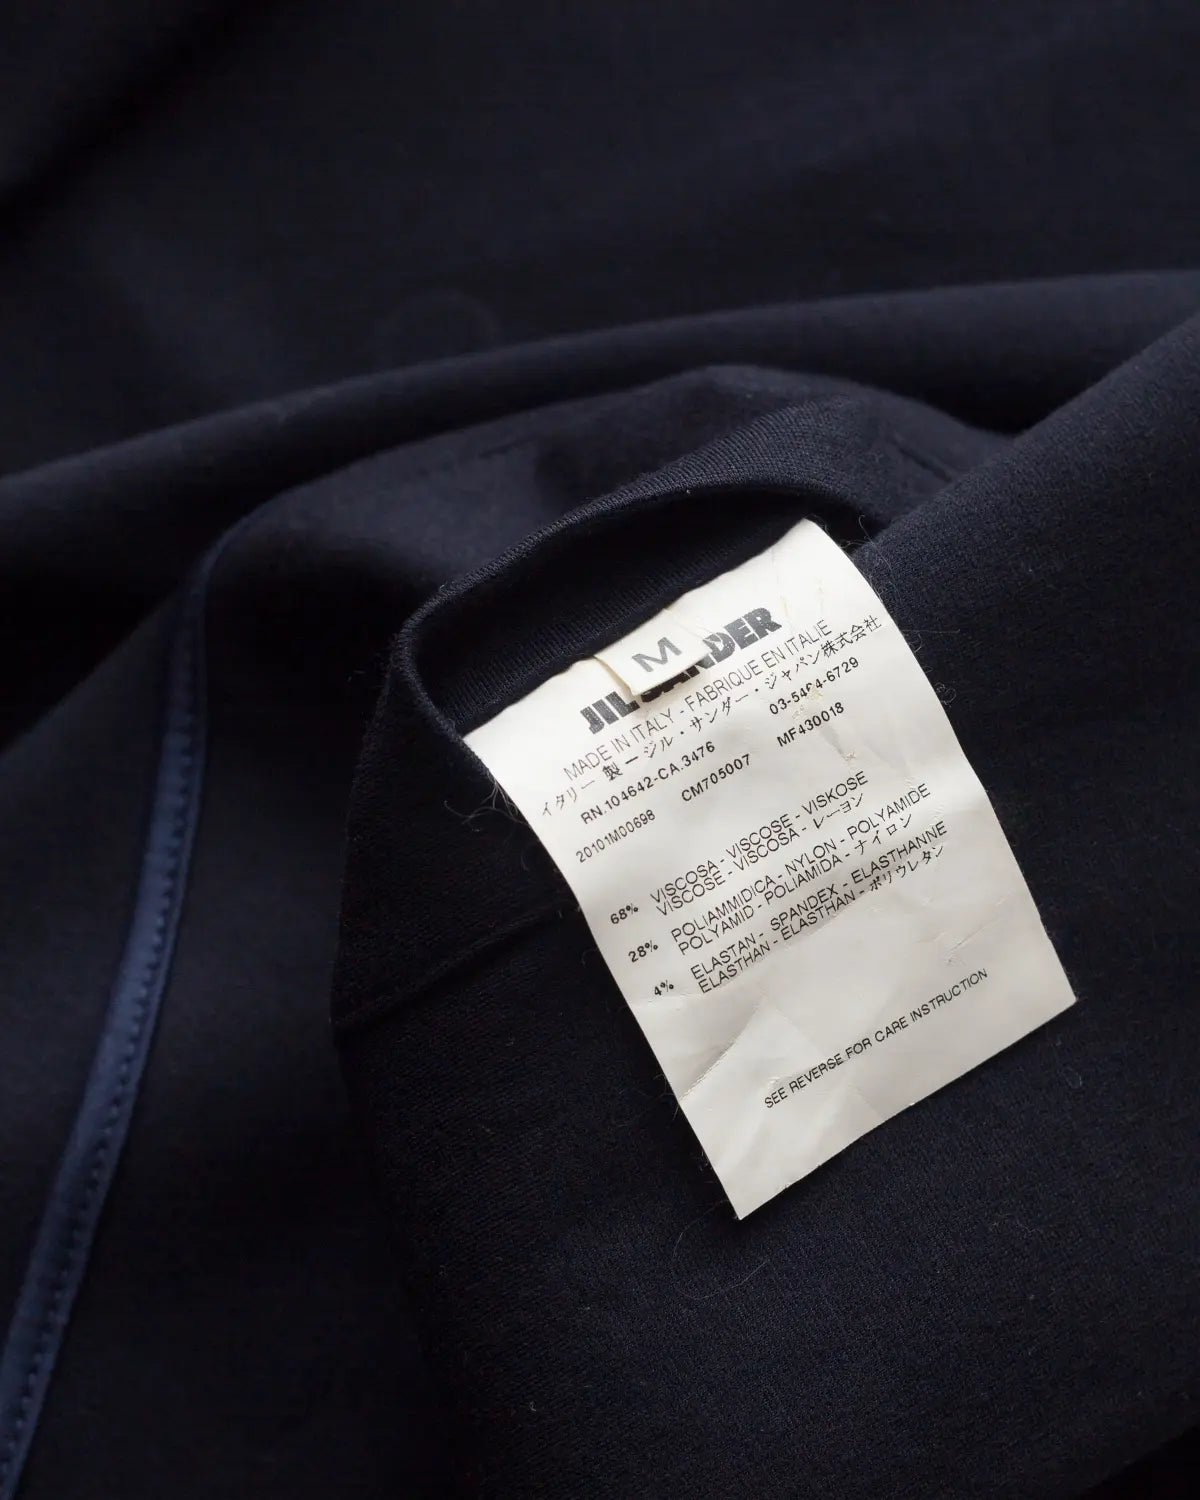 M
JIL SANDER
MADE IN ITALY - FABRIQUE EN ITALIE
イタリー製 ー ジル・サンダー・ジャパン株式会社
03-5464-6729
RN.104642-CA.3476
20101M00698 CM705007 MF430018
68% VISCOSA - VISCOSE - VISKOSE
VISCOSE - VISCOSA - レーヨン
28% POLIAMMIDICA - NYLON - POLYAMIDE
POLYAMID - POLIAMIDA - ナイロン
4% ELASTAN - SPANDEX - ELASTHANNE
ELASTHAN - ELASTHAN - ポリウレタン
SEE REVERSE FOR CARE INSTRUCTION